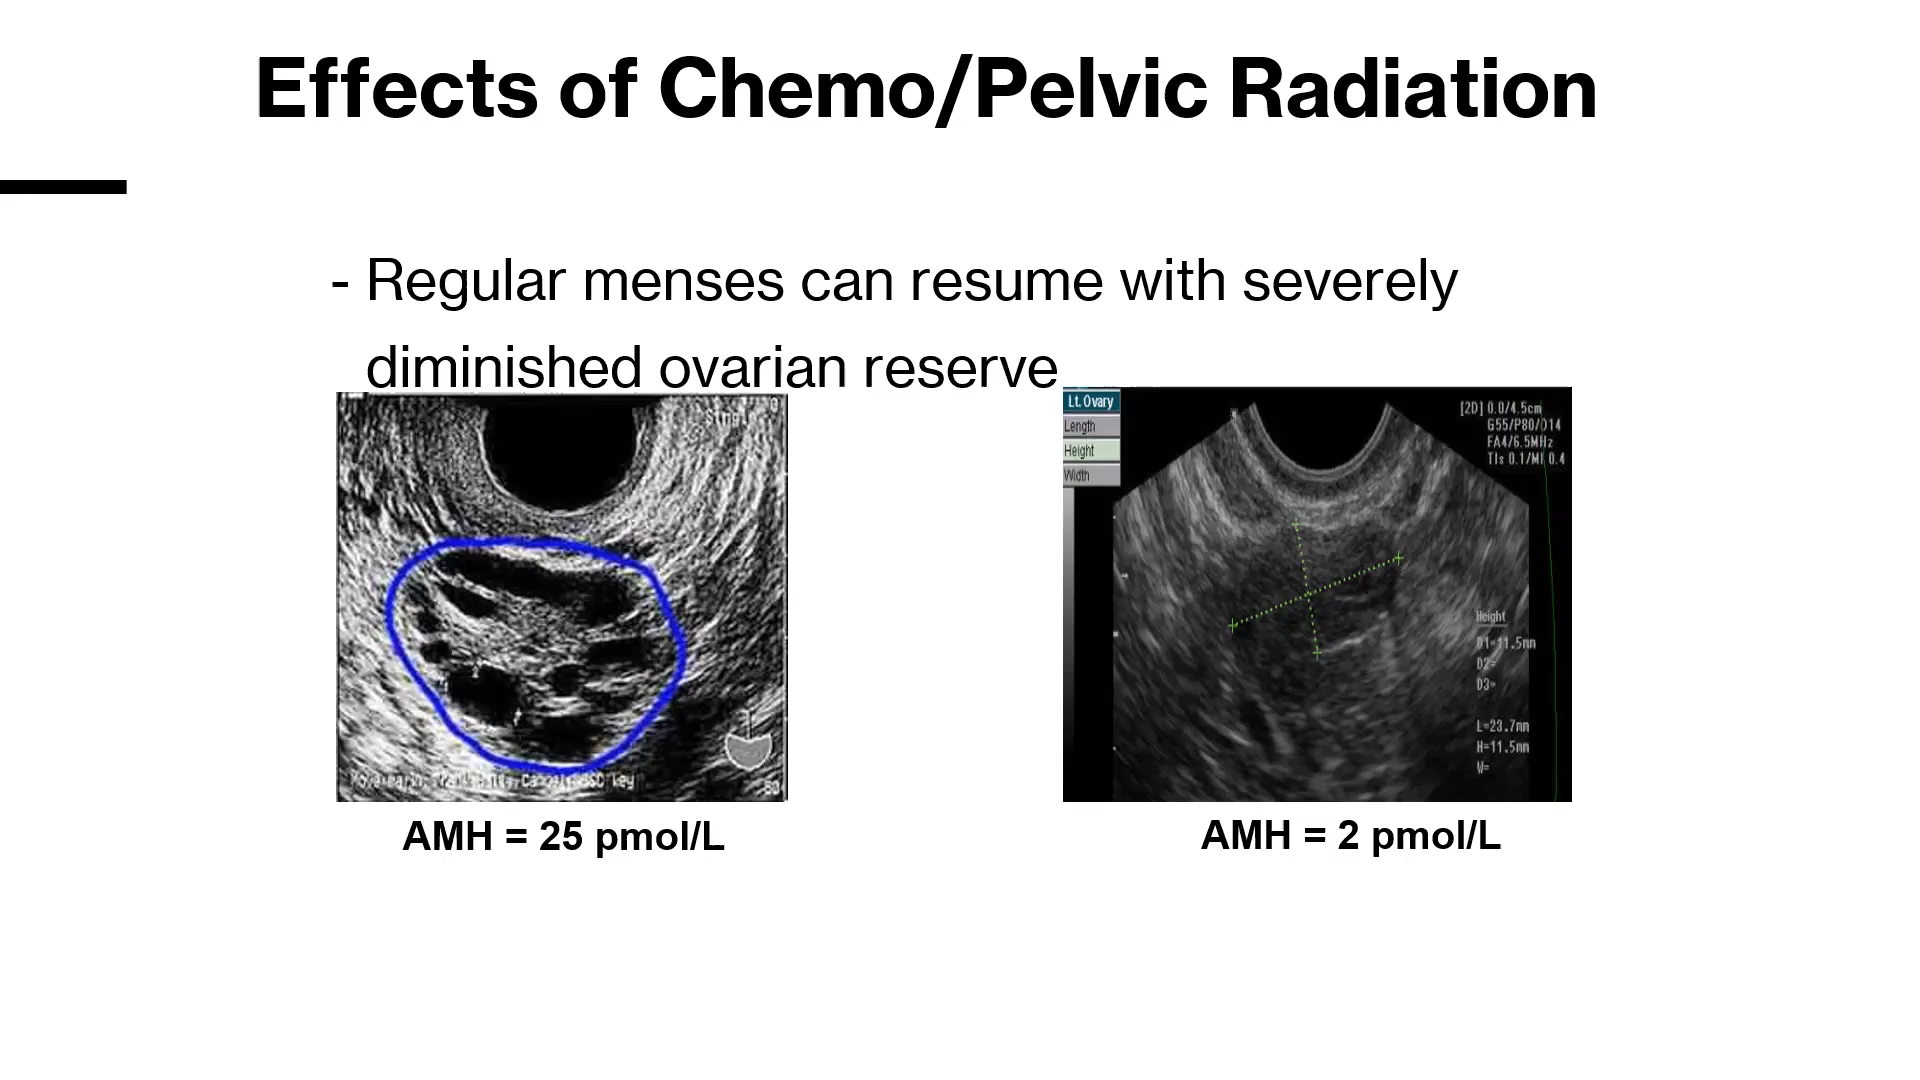 Effects of Chemo/Pelvic Radiation
- Regular menses can resume with severely
diminished ovarian reserve
Lt. Ovary
Length
Height
Width
[2D] 0.0/4.5cm
G55/P80/D14
FA4/6.5MHz
TIs 0.1/MI 0.4
Height
D1=11.5mm
D2=
D3=
L=23.7mm
H=11.5mm
W=
AMH = 25 pmol/L
AMH = 2 pmol/L